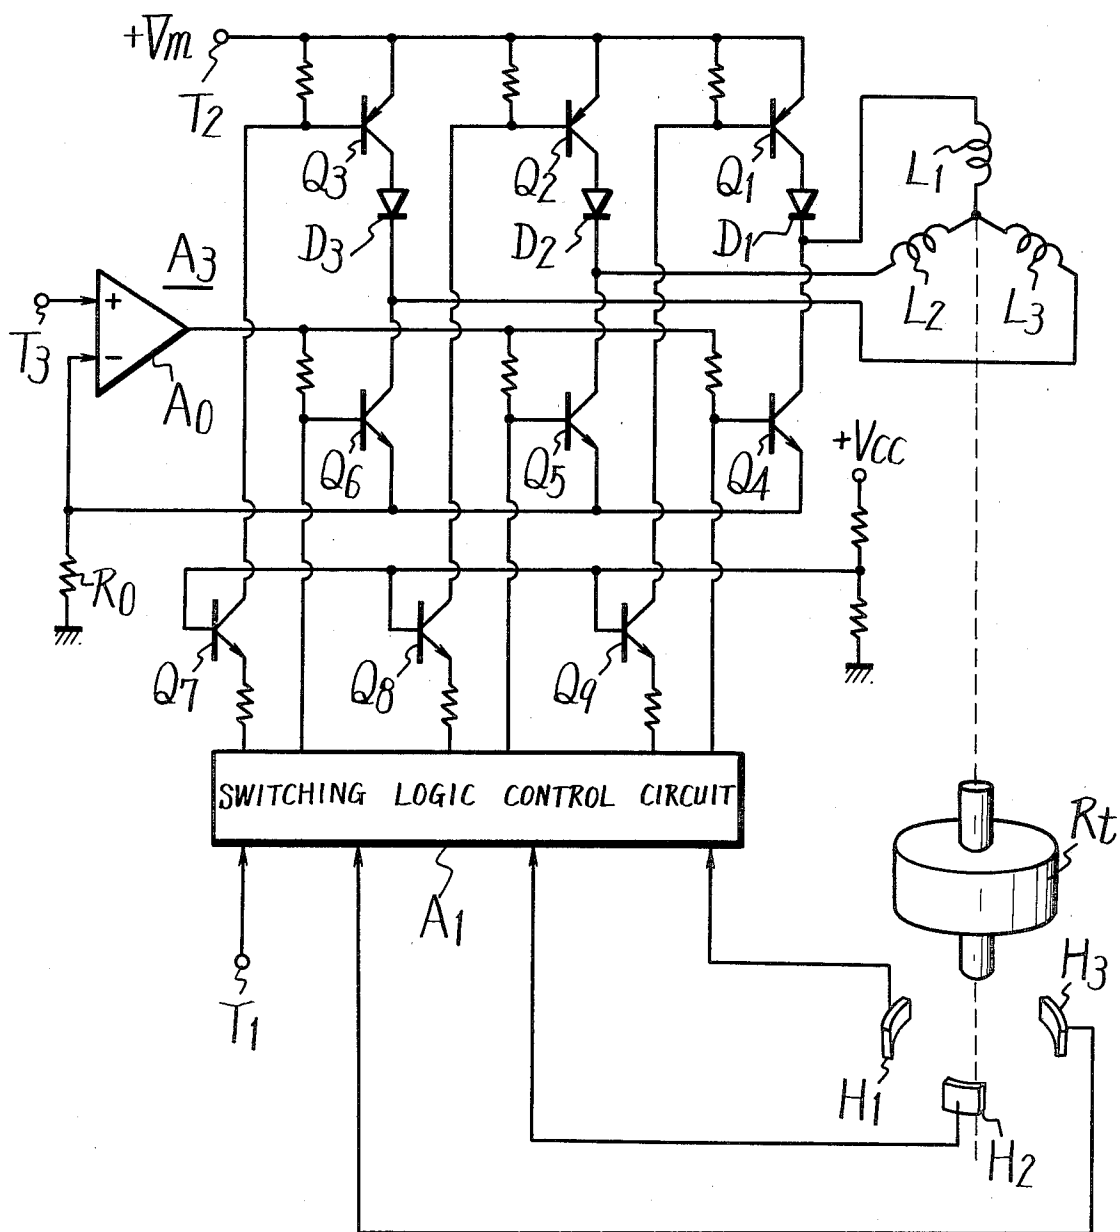 +Vm
T2
Q3
Q2
Q1
L1
D3
D2
D1
A3
L2
L3
+
T3
−
A0
Q6
Q5
Q4
+VCC
R0
Q7
Q8
Q9
SWITCHING LOGIC CONTROL CIRCUIT
Rt
A1
H3
T1
H1
H2